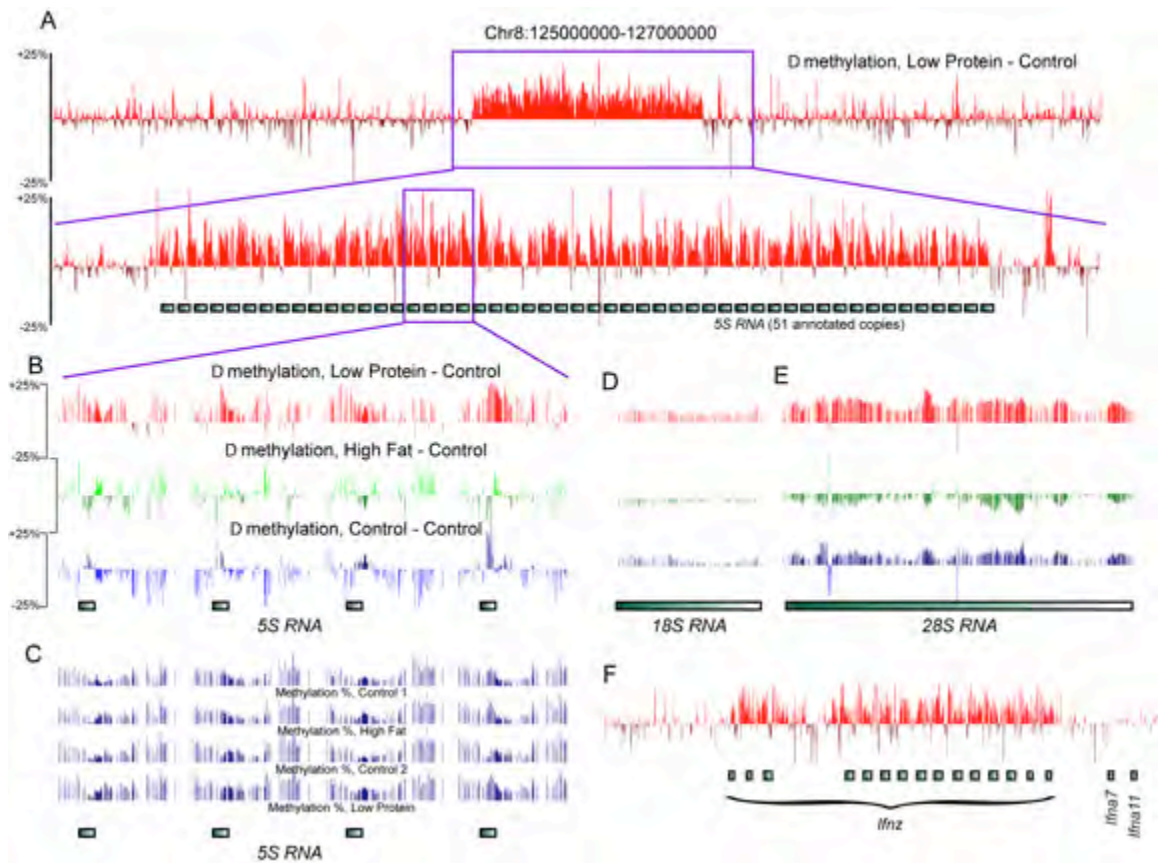 A
Chr8:125000000-127000000
+25%
D methylation, Low Protein - Control
-25%
+25%
-25%
5S RNA (51 annotated copies)
B
D methylation, Low Protein - Control
+25%
-25%
D methylation, High Fat - Control
+25%
-25%
D methylation, Control - Control
+25%
-25%
5S RNA
C
Methylation %, Control 1
Methylation %, High Fat
Methylation %, Control 2
Methylation %, Low Protein
5S RNA
D
18S RNA
E
28S RNA
F
Ifnz
Ifna7
Ifna11